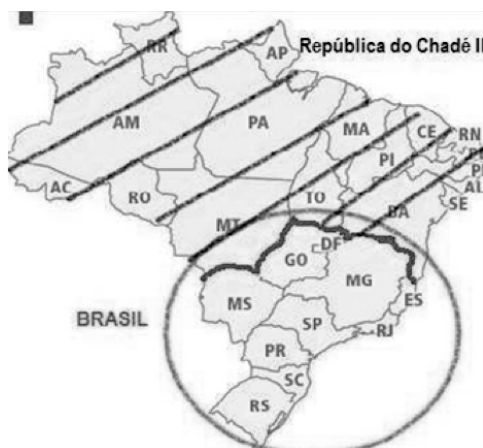 República do Chadé II
RR
AP
AM
PA
MA
CE
RN
PI
AC
RO
TO
AL
SE
MT
BA
DF
GO
MG
ES
MS
BRASIL
SP
RJ
PR
SC
RS